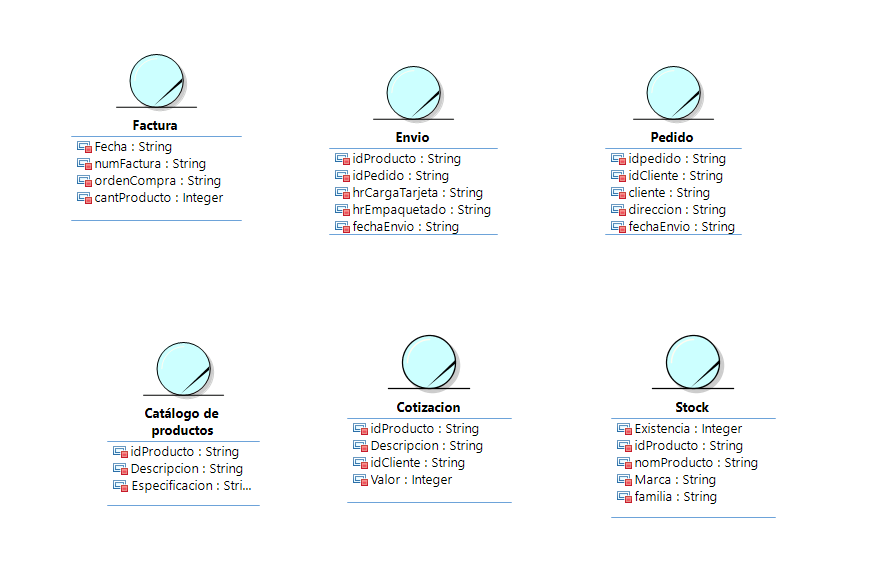 Factura
Fecha : String
numFactura : String
ordenCompra : String
cantProducto : Integer
Envio
idProducto : String
idPedido : String
hrCargaTarjeta : String
hrEmpaquetado : String
fechaEnvio : String
Pedido
idpedido : String
idCliente : String
cliente : String
direccion : String
fechaEnvio : String
Catálogo de
productos
idProducto : String
Descripcion : String
Especificacion : Stri...
Cotizacion
idProducto : String
Descripcion : String
idCliente : String
Valor : Integer
Stock
Existencia : Integer
idProducto : String
nomProducto : String
Marca : String
familia : String